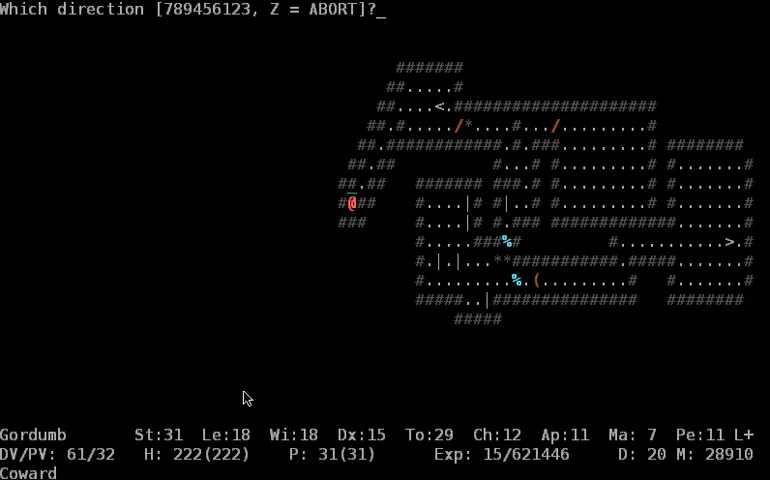 Which direction [789456123, Z = ABORT]?_
#######
##.....#
##....<.######################
##.#...../*....#.../.........#
##.############.#.###.........# ########
##.## #...# #.........# #.......#
##.## ####### ###.# #.........# #.......#
#@## #....|# #|..# #.........# #.......#
### #....|# #.### #############.......#
#.....###%# #...........>.#
#.|.|...**###########.#####.......#
#.........%.(.........# #.......#
#####..|############### ########
#####
Gordumb St:31 Le:18 Wi:18 Dx:15 To:29 Ch:12 Ap:11 Ma: 7 Pe:11 L+
DV/PV: 61/32 H: 222(222) P: 31(31) Exp: 15/621446 D: 20 M: 28910
Coward